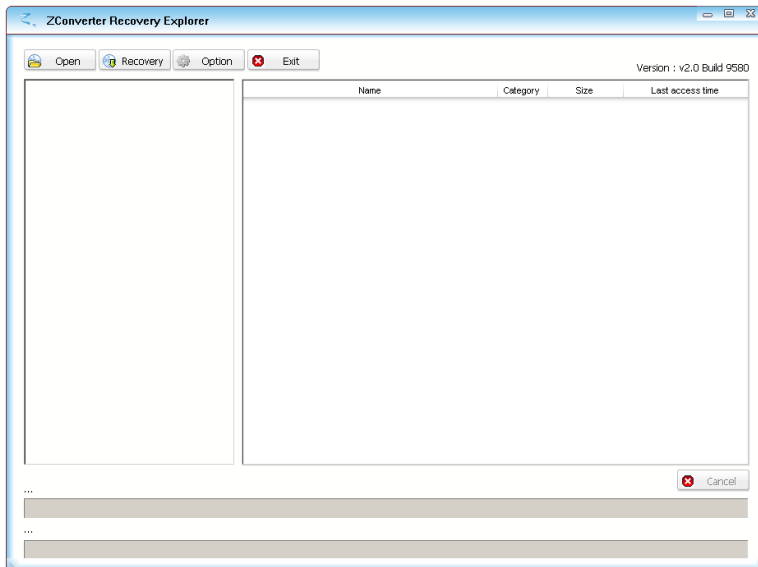 ZConverter Recovery Explorer
Open Recovery Option Exit
Version : v2.0 Build 9580
Name Category Size Last access time
Cancel
...
...